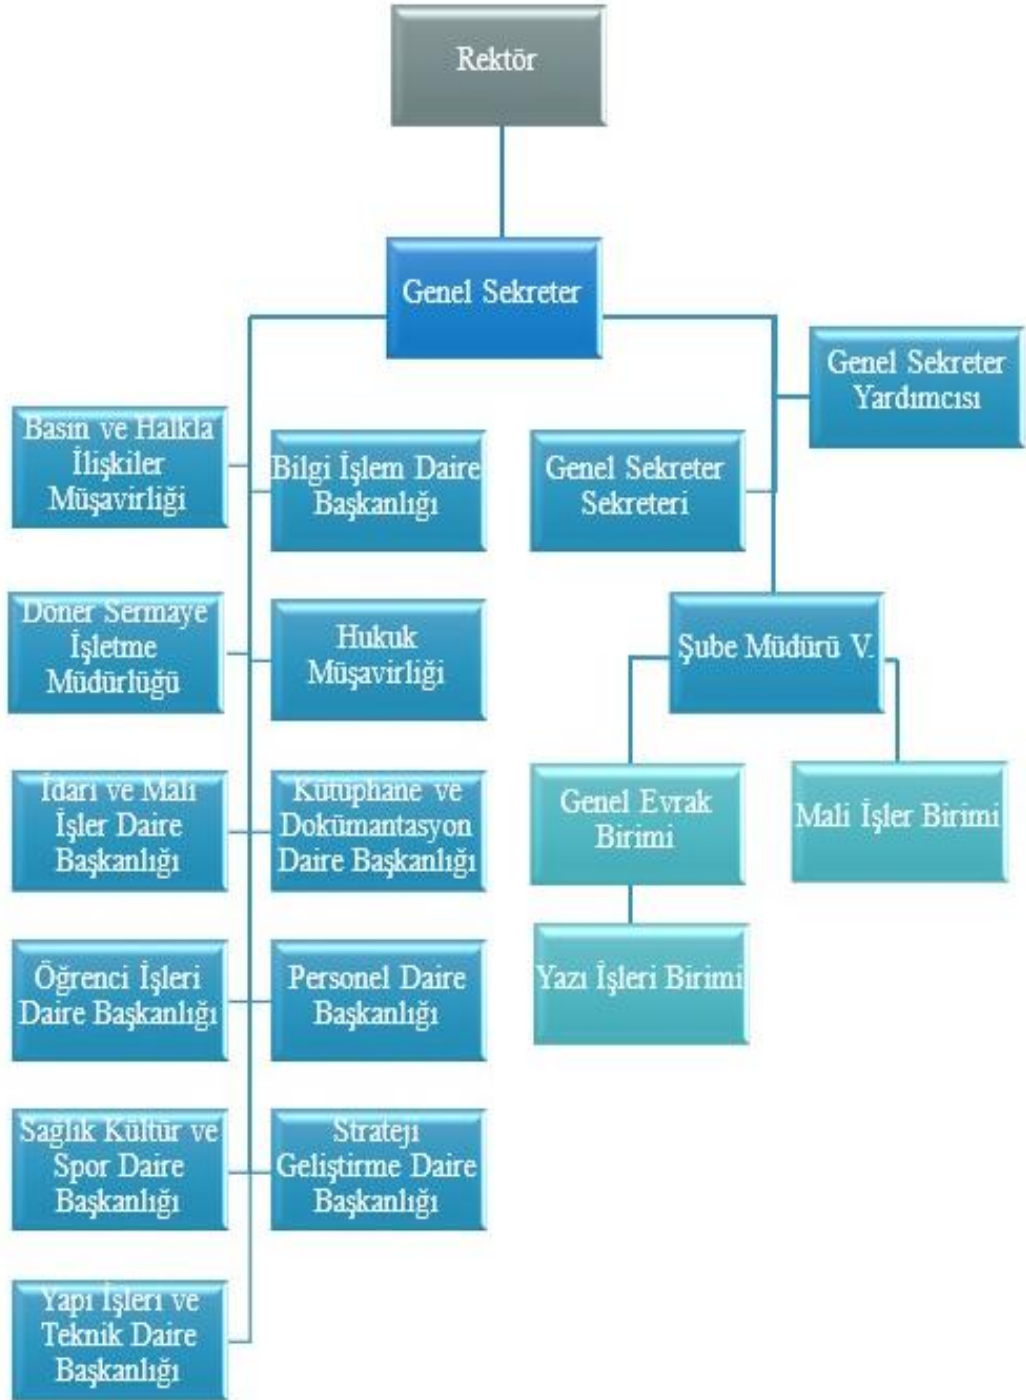 Rektör
Genel Sekreter
Genel Sekreter
Yardımcısı
Basın ve Halkla
İlişkiler
Müşavirliği
Bilgi İşlem Daire
Başkanlığı
Genel Sekreter
Sekreteri
Döner Sermaye
İşletme
Müdürlüğü
Hukuk
Müşavirliği
Şube Müdürü V.
İdari ve Mali
İşler Daire
Başkanlığı
Kütüphane ve
Dokümantasyon
Daire Başkanlığı
Genel Evrak
Birimi
Mali İşler Birimi
Öğrenci İşleri
Daire Başkanlığı
Personel Daire
Başkanlığı
Yazı İşleri Birimi
Sağlık Kültür ve
Spor Daire
Başkanlığı
Strateji
Geliştirme Daire
Başkanlığı
Yapı İşleri ve
Teknik Daire
Başkanlığı